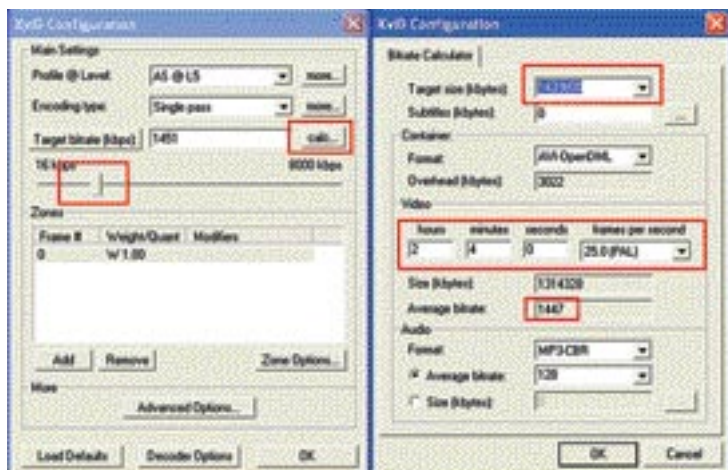 XviD Configuration
Main Settings
Profile @ Level: AS @ L5 more...
Encoding type: Single pass more...
Target bitrate (kbps): 1451 calc...
16 kbps 8000 kbps
Zones
Frame # Weight/Quant Modifiers
0 W 1.00
Add Remove Zone Options...
More
Advanced Options...
Load Defaults Decoder Options OK
XviD Configuration
Bitrate Calculator
Target size (kbytes):
Subtitles (kbytes): 0 ...
Container
Format: AVI-OpenDML
Overhead (kbytes): 3022
Video
hours minutes seconds frames per second
2 : 4 : 0 25.0 (PAL)
Size (kbytes): 1314328
Average bitrate: 1447
Audio
Format: MP3-CBR
Average bitrate: 128
Size (kbytes):
OK Cancel